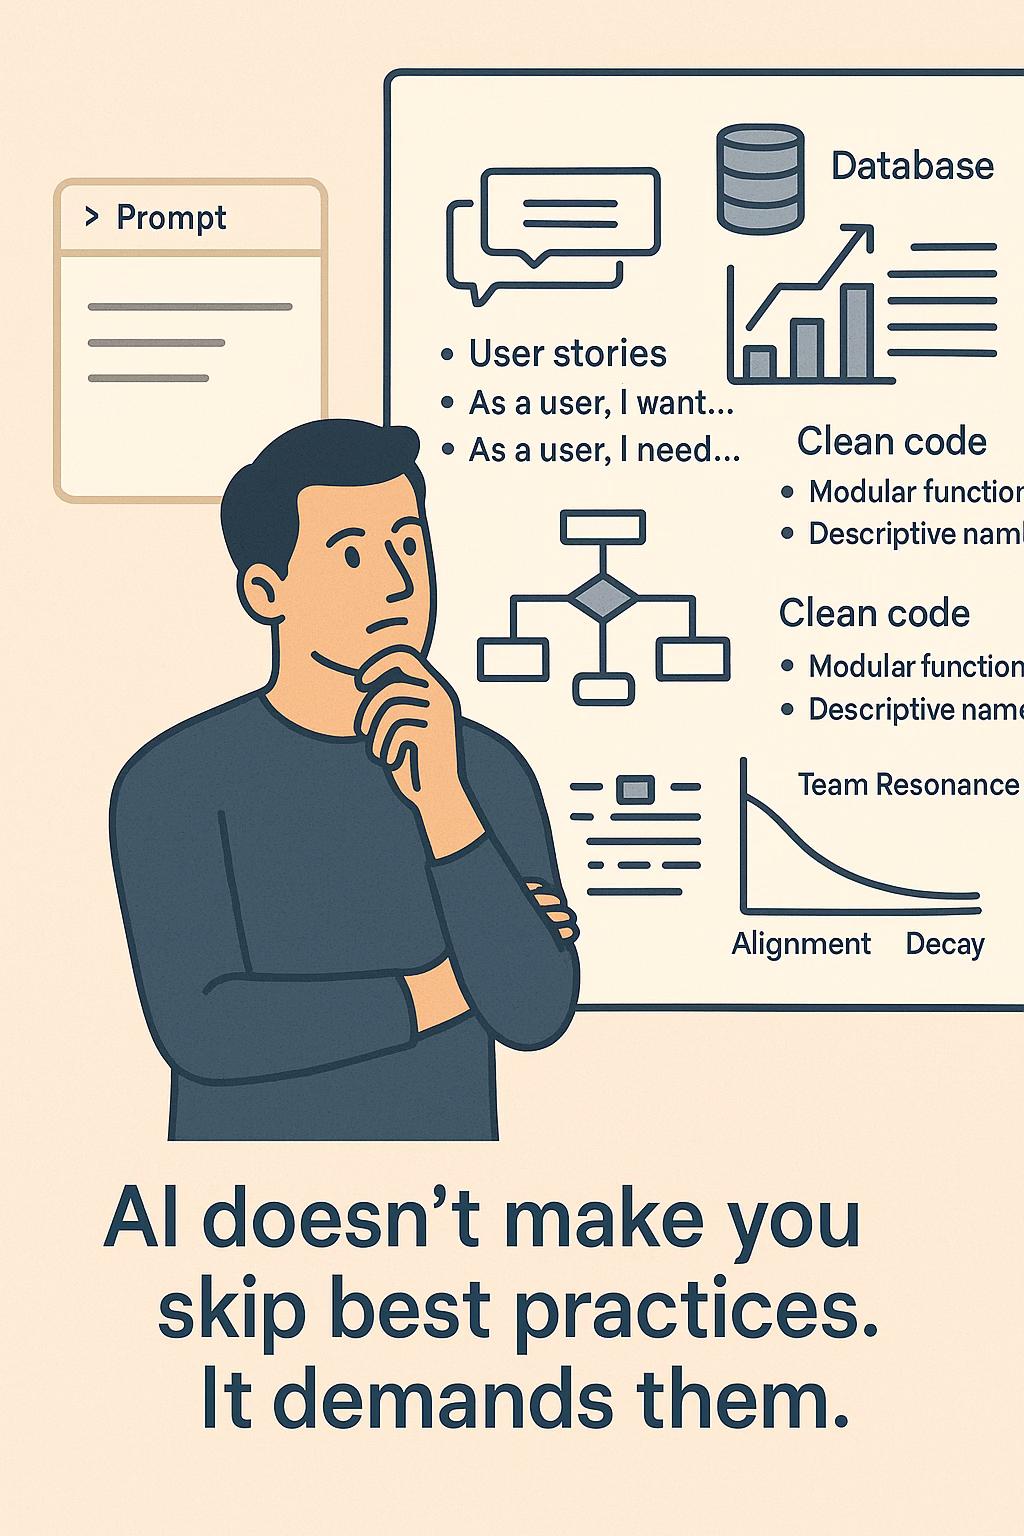 > Prompt
Database
• User stories
• As a user, I want...
• As a user, I need...
Clean code
• Modular function
• Descriptive nam
Clean code
• Modular function
• Descriptive name
Team Resonance
Alignment Decay
AI doesn’t make you
skip best practices.
It demands them.